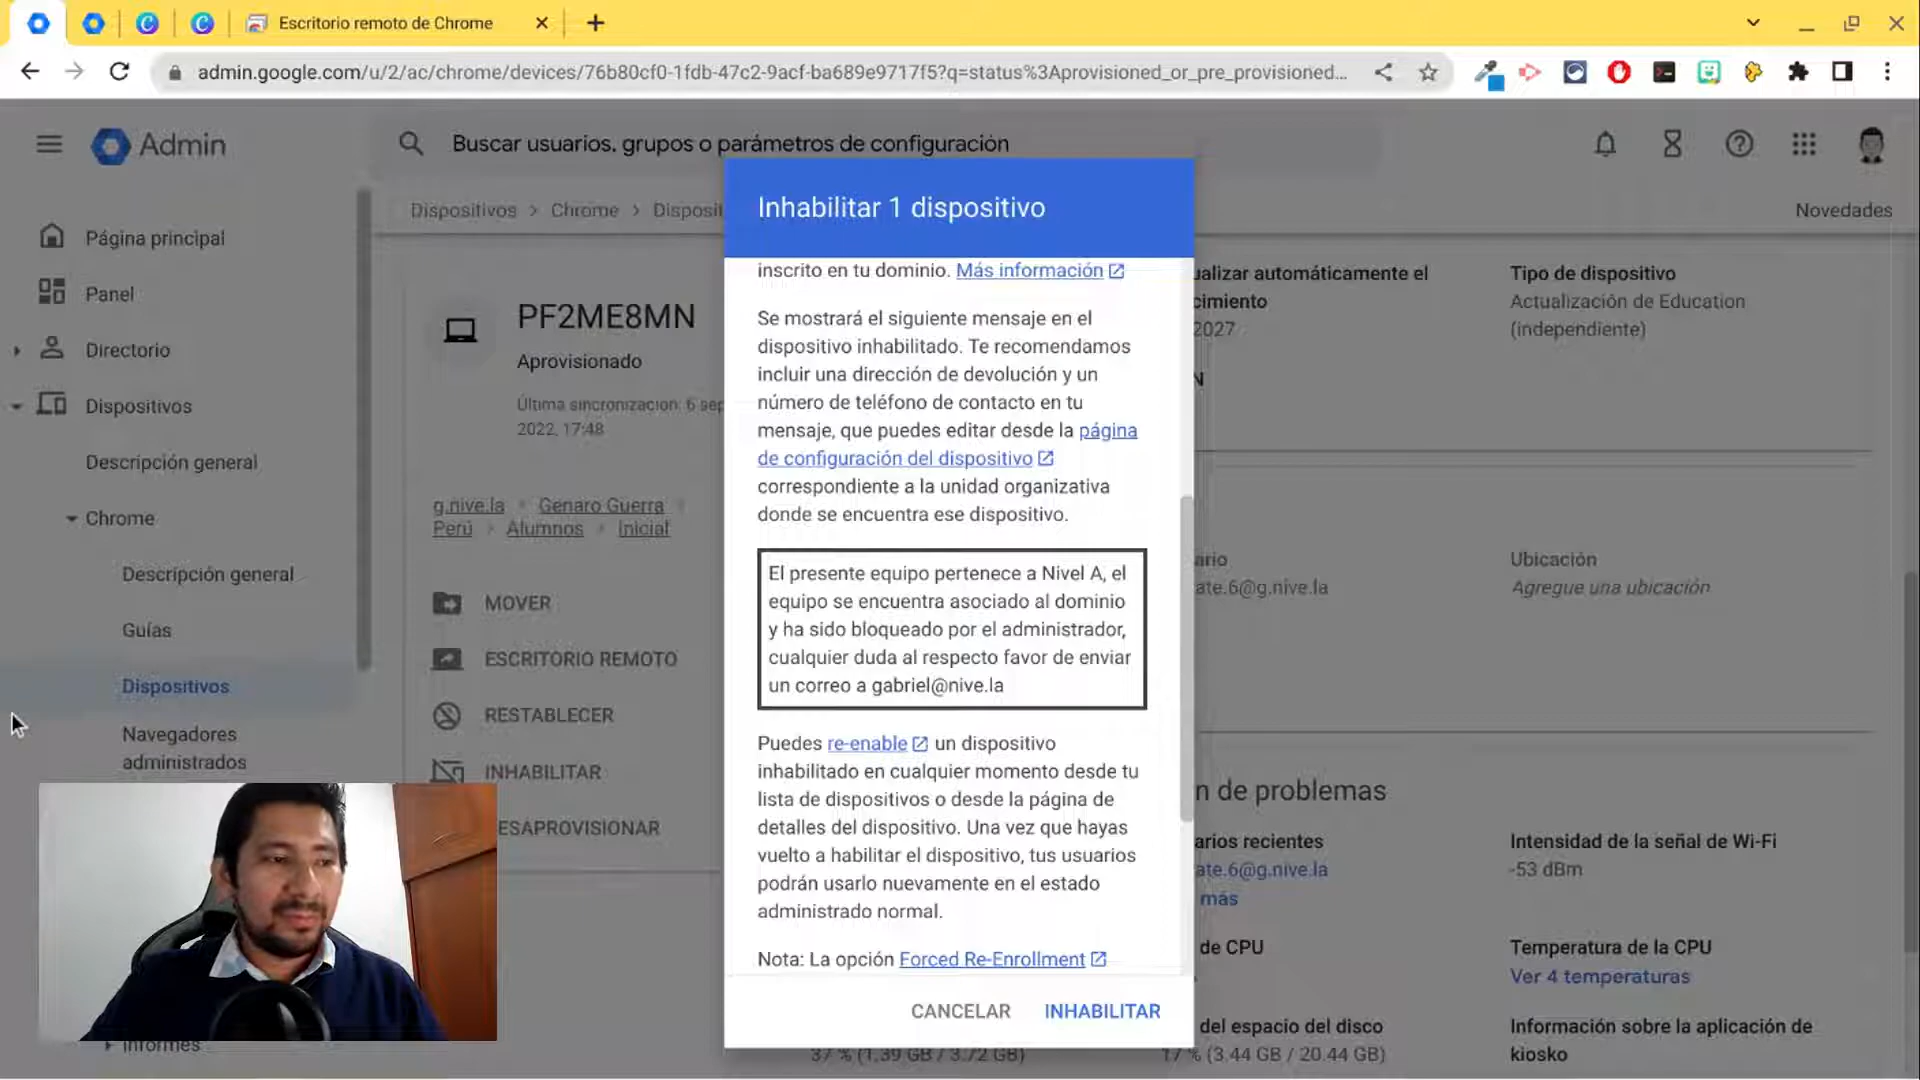 Escritorio remoto de Chrome
admin.google.com/u/2/ac/chrome/devices/76b80cf0-1fdb-47c2-9acf-ba689e9717f5?q=status%3Aprovisioned_or_pre_provisioned...
Admin
Buscar usuarios, grupos o parámetros de configuración
Dispositivos > Chrome > Disposit
Novedades
Página principal
Panel
Directorio
Dispositivos
Descripción general
Chrome
Descripción general
Guías
Dispositivos
Navegadores
administrados
Informes
PF2ME8MN
Aprovisionado
Última sincronización: 6 sep
2022, 17:48
g.nive.la > Genaro Guerra >
Perú > Alumnos > Inicial
MOVER
ESCRITORIO REMOTO
RESTABLECER
INHABILITAR
ESAPROVISIONAR
Inhabilitar 1 dispositivo
inscrito en tu dominio. Más información
Se mostrará el siguiente mensaje en el
dispositivo inhabilitado. Te recomendamos
incluir una dirección de devolución y un
número de teléfono de contacto en tu
mensaje, que puedes editar desde la página
de configuración del dispositivo
correspondiente a la unidad organizativa
donde se encuentra ese dispositivo.
El presente equipo pertenece a Nivel A, el
equipo se encuentra asociado al dominio
y ha sido bloqueado por el administrador,
cualquier duda al respecto favor de enviar
un correo a gabriel@nive.la
Puedes re-enable un dispositivo
inhabilitado en cualquier momento desde tu
lista de dispositivos o desde la página de
detalles del dispositivo. Una vez que hayas
vuelto a habilitar el dispositivo, tus usuarios
podrán usarlo nuevamente en el estado
administrado normal.
Nota: La opción Forced Re-Enrollment
CANCELAR INHABILITAR
ualizar automáticamente el
cimiento
2027
N
Tipo de dispositivo
Actualización de Education
(independiente)
ario
ate.6@g.nive.la
Ubicación
Agregue una ubicación
n de problemas
arios recientes
ate.6@g.nive.la
más
Intensidad de la señal de Wi-Fi
-53 dBm
de CPU
Temperatura de la CPU
Ver 4 temperaturas
del espacio del disco
Información sobre la aplicación de
kiosko
37 % (1.39 GB / 3.72 GB)
17 % (3.44 GB / 20.44 GB)